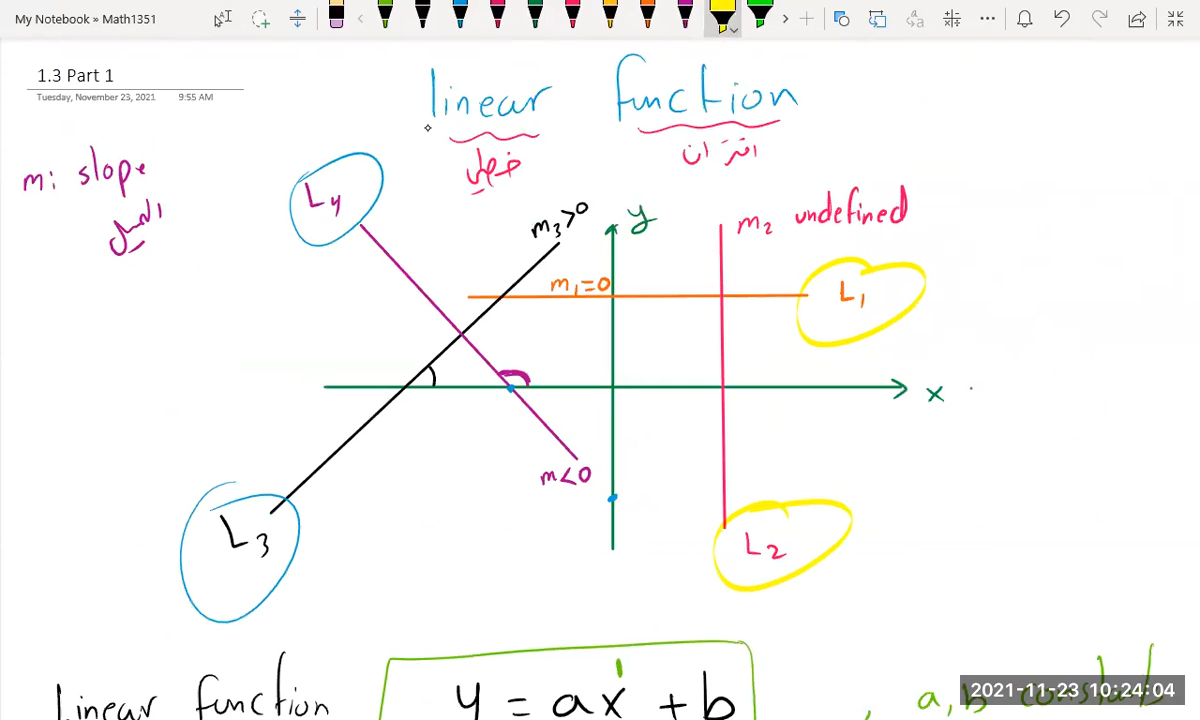 My Notebook » Math1351
1.3 Part 1
Tuesday, November 23, 2021 9:55 AM
linear function
خطي اقتران
m: slope
الميل
L4
m3>0
y
m2 undefined
m1=0
L1
x
m<0
L3
L2
Linear function y = ax¹ + b , a,b constants
2021-11-23 10:24:04